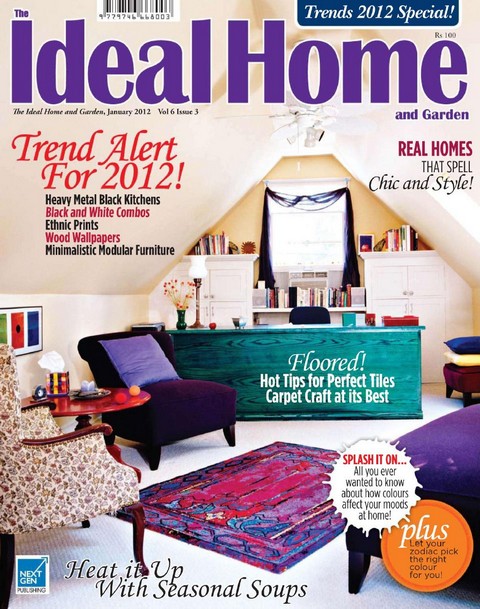 Trends 2012 Special!
9 779746 668003
Rs 100
The
Ideal Home
and Garden
The Ideal Home and Garden, January 2012 Vol 6 Issue 3
Trend Alert
For 2012!
Heavy Metal Black Kitchens
Black and White Combos
Ethnic Prints
Wood Wallpapers
Minimalistic Modular Furniture
REAL HOMES
THAT SPELL
Chic and Style!
Floored!
Hot Tips for Perfect Tiles
Carpet Craft at its Best
SPLASH IT ON...
All you ever
wanted to know
about how colours
affect your moods
at home!
plus
Let your
zodiac pick
the right
colour
for you!
Heat it Up
With Seasonal Soups
NEXT
GEN
PUBLISHING